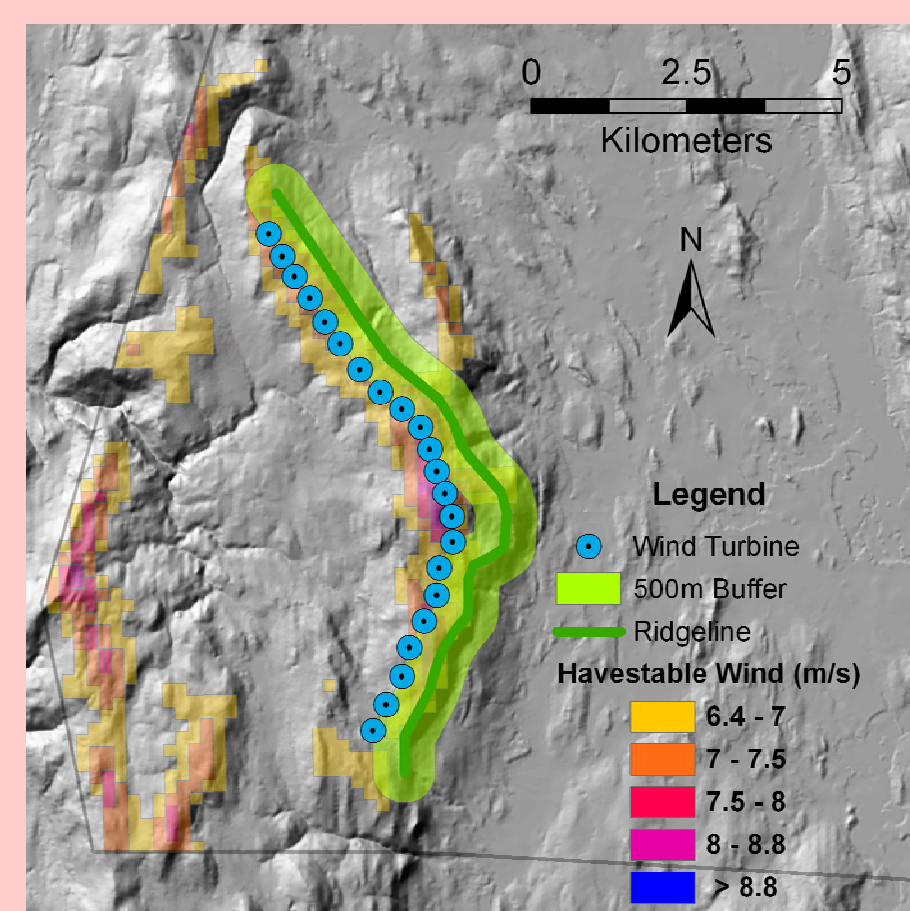 0 2.5 5
Kilometers
N
Legend
Wind Turbine
500m Buffer
Ridgeline
Havestable Wind (m/s)
6.4 - 7
7 - 7.5
7.5 - 8
8 - 8.8
> 8.8